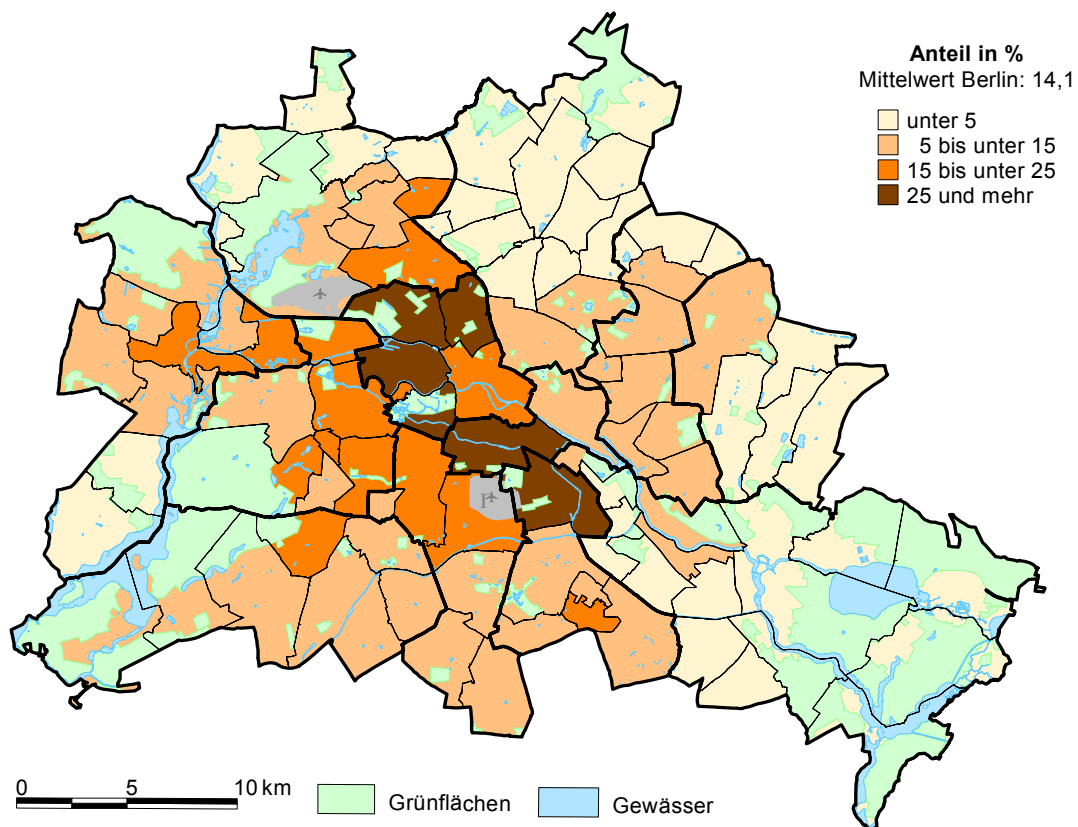 Anteil in %
Mittelwert Berlin: 14,1
unter 5
5 bis unter 15
15 bis unter 25
25 und mehr
0 5 10 km
Grünflächen
Gewässer